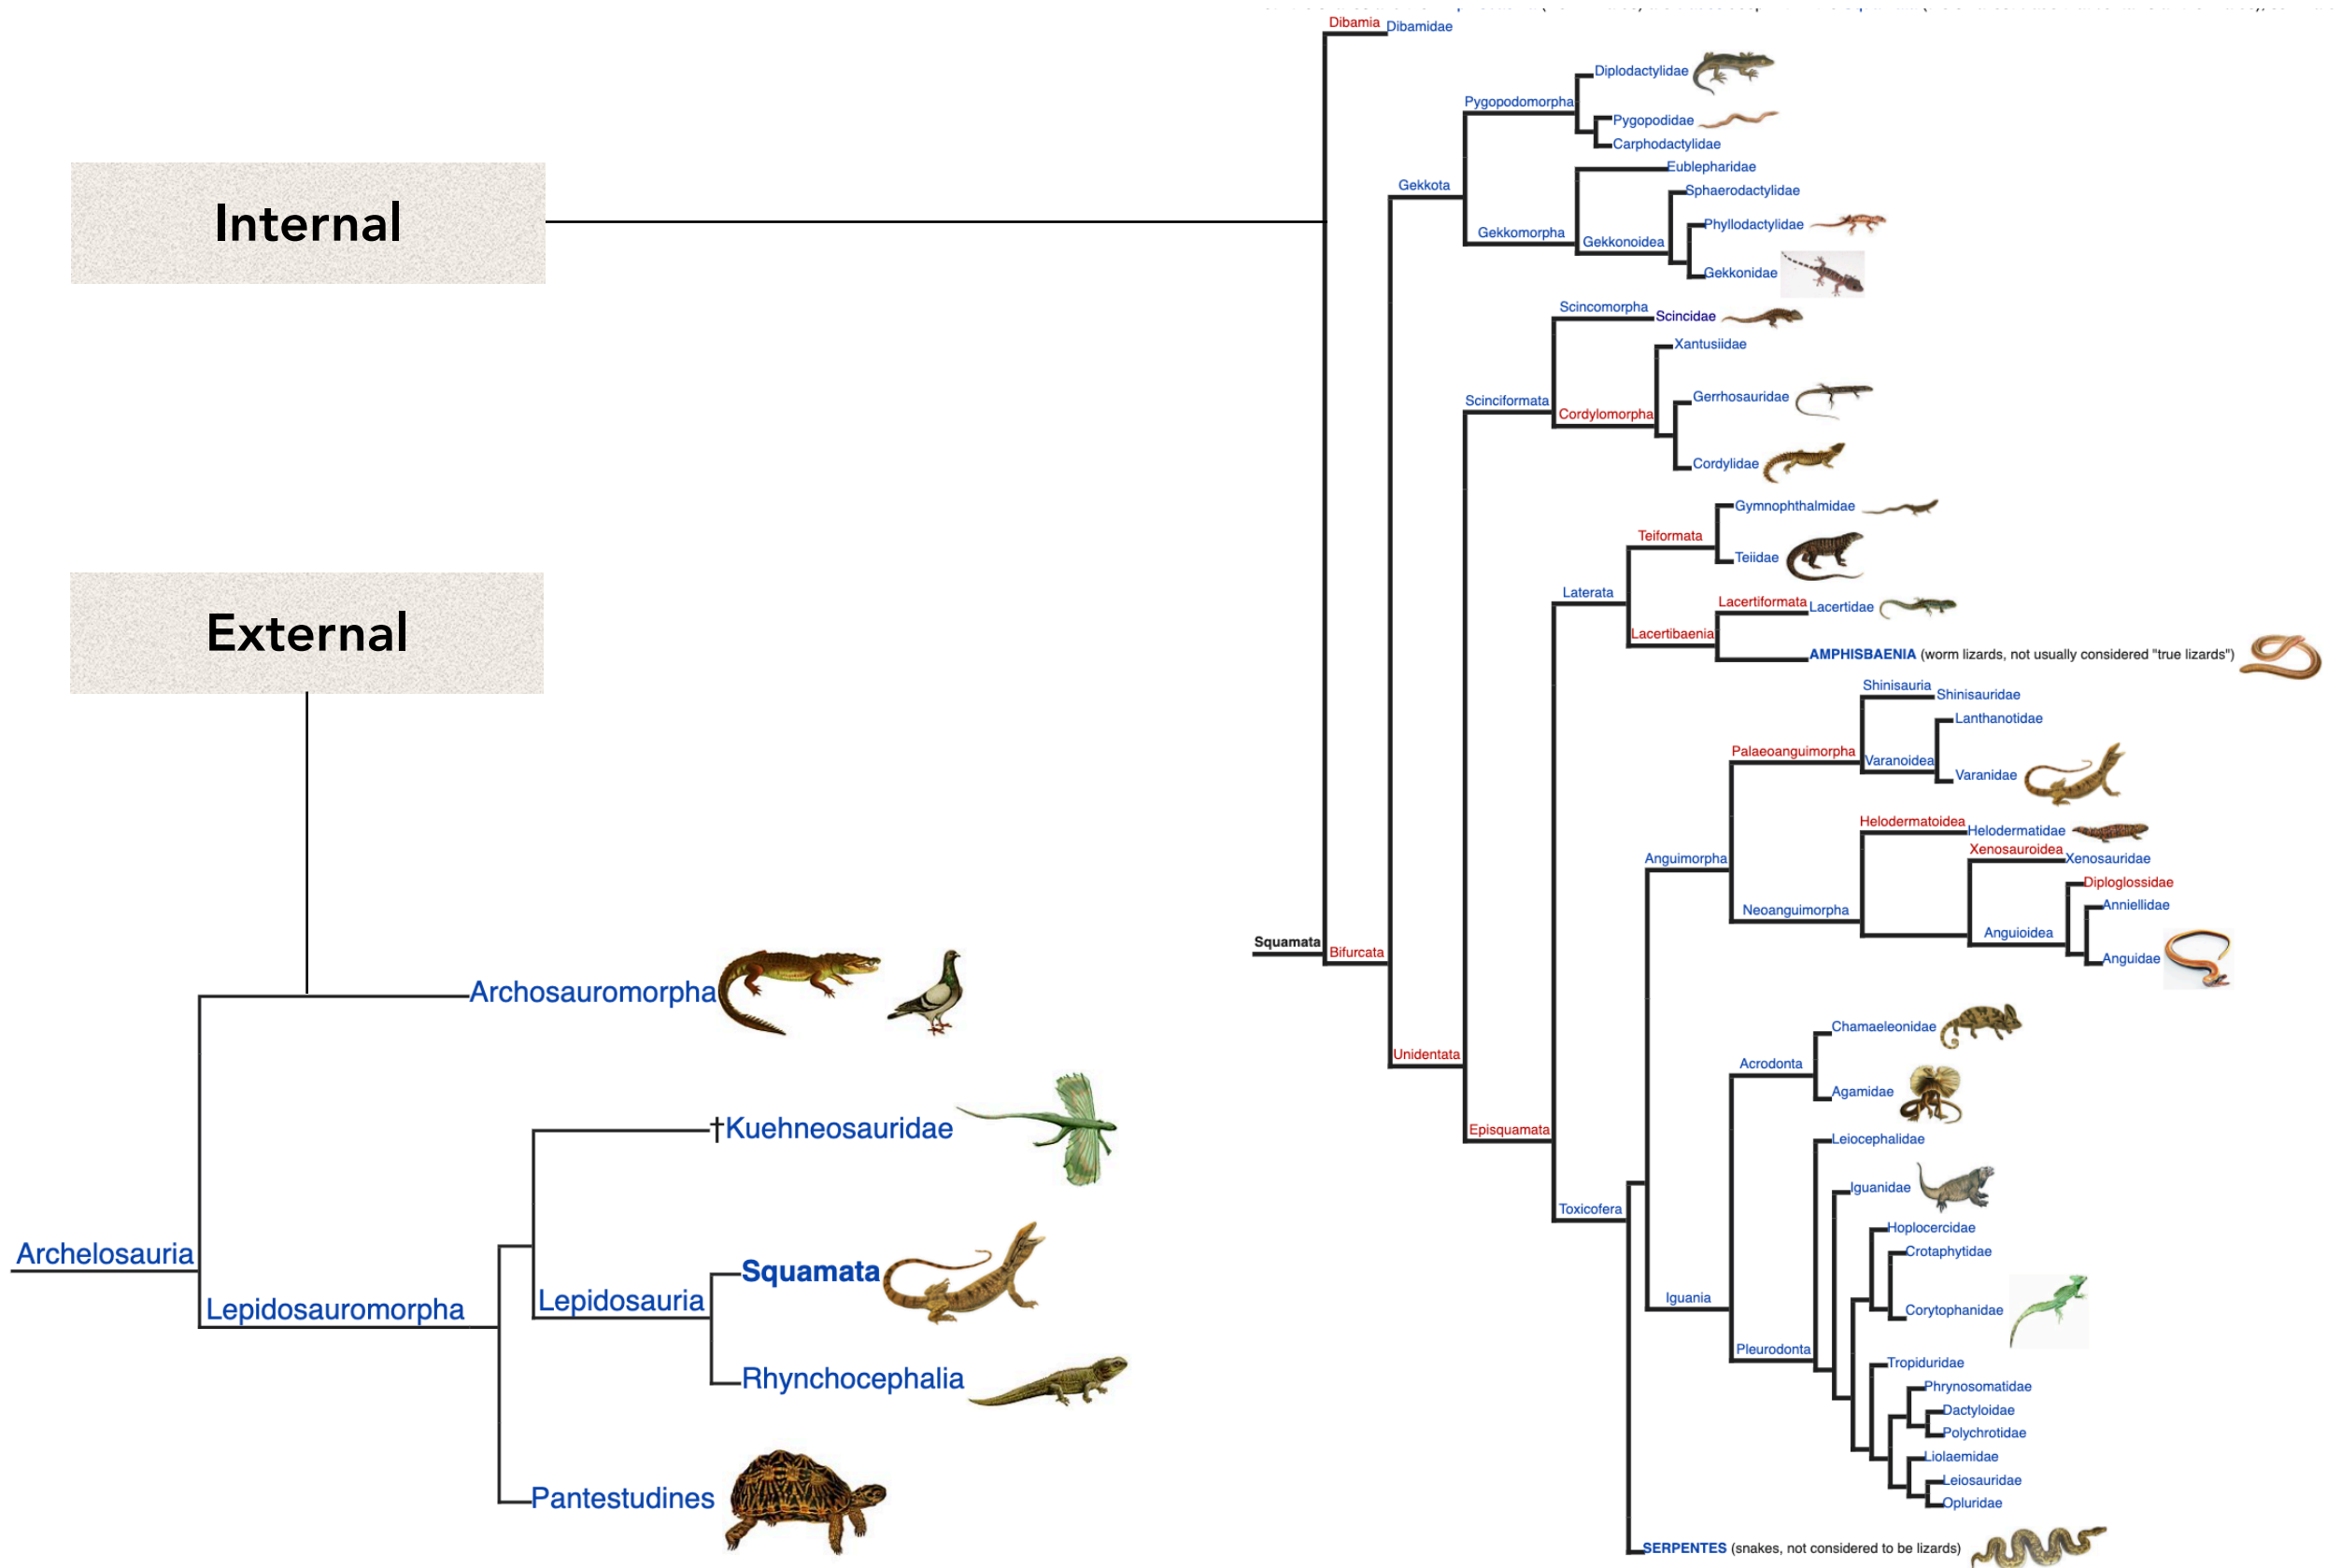 Dibamia
Dibamidae
Diplodactylidae
Pygopodomorpha
Pygopodidae
Carphodactylidae
Eublepharidae
Gekkota
Sphaerodactylidae
Internal
Phyllodactylidae
Gekkomorpha
Gekkonoidea
Gekkonidae
Scincomorpha
Scincidae
Xantusiidae
Gerrhosauridae
Scinciformata
Cordylomorpha
Cordylidae
Gymnophthalmidae
Teiformata
Teiidae
Laterata
Lacertiformata
Lacertidae
External
Lacertibaenia
AMPHISBAENIA (worm lizards, not usually considered "true lizards")
Shinisauria
Shinisauridae
Lanthanotidae
Palaeoanguimorpha
Varanoidea
Varanidae
Helodermatoidea
Helodermatidae
Xenosauroidea
Xenosauridae
Anguimorpha
Diploglossidae
Anniellidae
Neoanguimorpha
Anguioidea
Squamata
Bifurcata
Anguidae
Archosauromorpha
Chamaeleonidae
Unidentata
Acrodonta
Agamidae
†Kuehneosauridae
Episquamata
Leiocephalidae
Iguanidae
Toxicofera
Hoplocercidae
Archelosauria
Crotaphytidae
Squamata
Lepidosauria
Iguania
Lepidosauromorpha
Corytophanidae
Pleurodonta
Tropiduridae
Rhynchocephalia
Phrynosomatidae
Dactyloidae
Polychrotidae
Liolaemidae
Leiosauridae
Pantestudines
Opluridae
SERPENTES (snakes, not considered to be lizards)